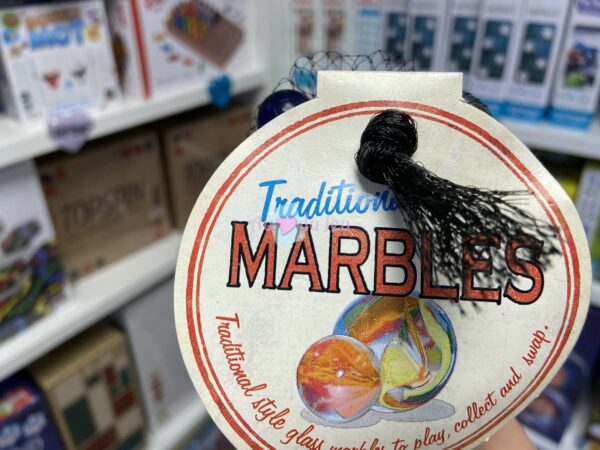 TOPSPIN
Traditional
MARBLES
Traditional style glass marbles to play, collect and swap.